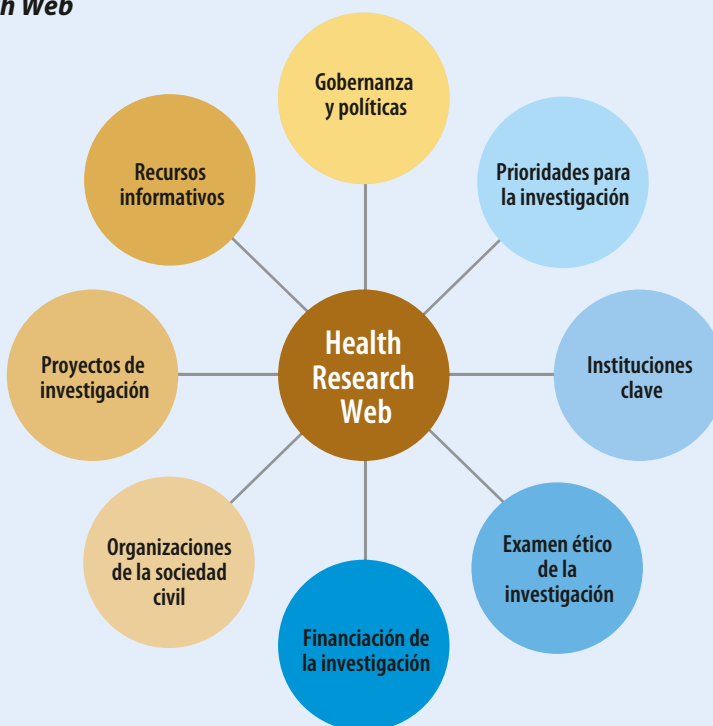 Web
Gobernanza
y políticas
Recursos
informativos
Prioridades para
la investigación
Health
Research
Web
Proyectos de
investigación
Instituciones
clave
Organizaciones
de la sociedad
civil
Examen ético
de la
investigación
Financiación de
la investigación